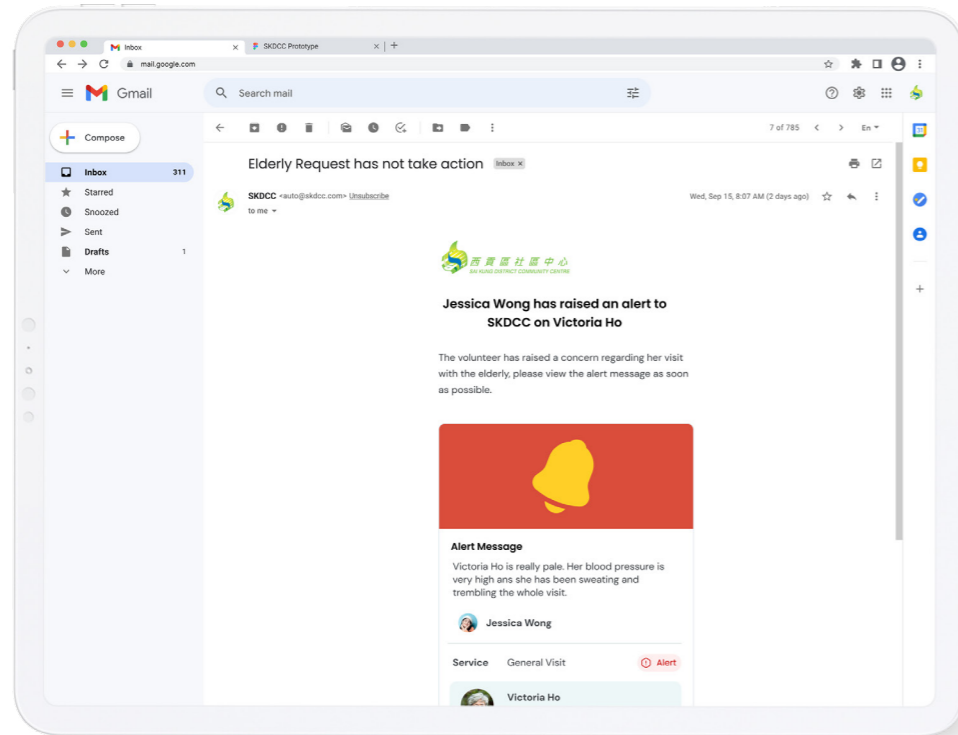 Inbox
SKDCC Prototype
mail.google.com
Gmail
Search mail
Compose
7 of 785
En
31
Inbox 311
Starred
Snoozed
Sent
Drafts 1
More
Elderly Request has not take action Inbox x
SKDCC <auto@skdcc.com> Unsubscribe
Wed, Sep 15, 8:07 AM (2 days ago)
to me
西貢區社區中心
SAI KUNG DISTRICT COMMUNITY CENTRE
Jessica Wong has raised an alert to
SKDCC on Victoria Ho
The volunteer has raised a concern regarding her visit
with the elderly, please view the alert message as soon
as possible.
Alert Message
Victoria Ho is really pale. Her blood pressure is
very high ans she has been sweating and
trembling the whole visit.
Jessica Wong
Service General Visit Alert
Victoria Ho